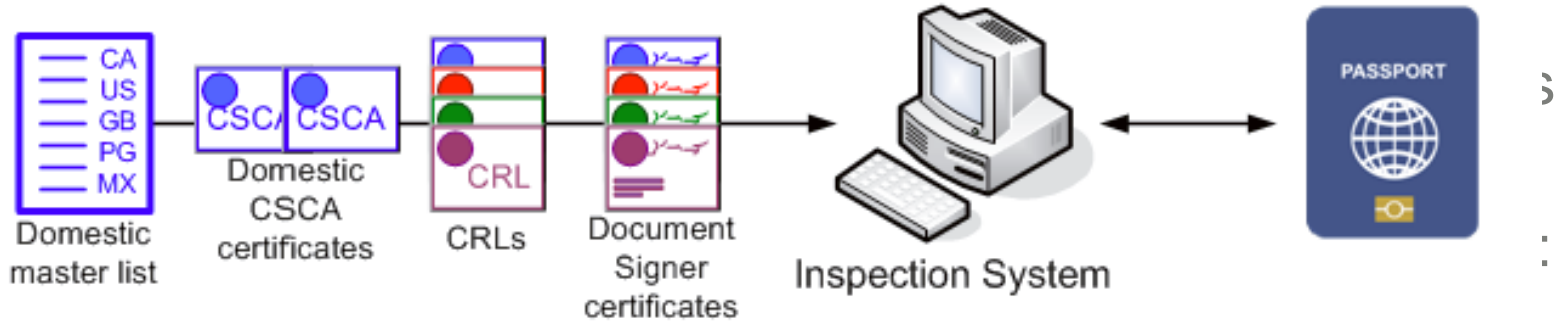 CA
US
GB
PG
MX
Domestic
master list
CSCA
CSCA
Domestic
CSCA
certificates
CRL
CRLs
Document
Signer
certificates
Inspection System
PASSPORT
s
: